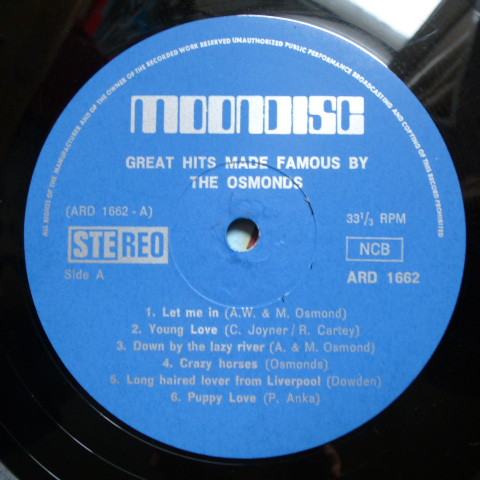 ALL RIGHTS OF THE MANUFACTURER AND OF THE OWNER OF THE RECORDED WORK RESERVED UNAUTHORIZED PUBLIC PERFORMANCE BROADCASTING AND COPYING OF THIS RECORD PROHIBITED
MOONDISC
GREAT HITS MADE FAMOUS BY
THE OSMONDS
(ARD 1662 - A)
33 1/3 RPM
STEREO
NCB
Side A
ARD 1662
1. Let me in (A.W. & M. Osmond)
2. Young Love (C. Joyner / R. Cartey)
3. Down by the lazy river (A. & M. Osmond)
4. Crazy horses (Osmonds)
5. Long haired lover from Liverpool (Dowden)
6. Puppy Love (P. Anka)